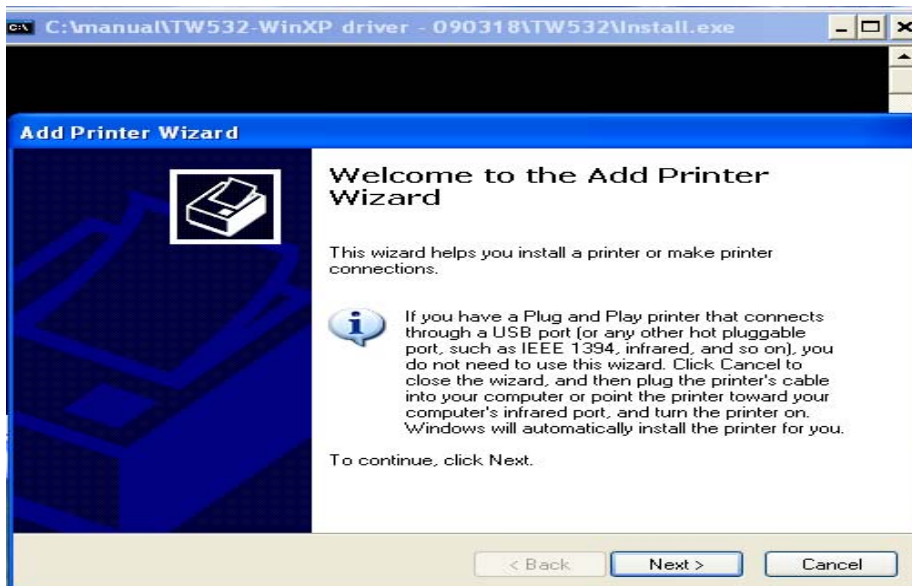 C:\manual\TW532-WinXP driver - 090318\TW532\Install.exe
Add Printer Wizard
Welcome to the Add Printer
Wizard
This wizard helps you install a printer or make printer
connections.
If you have a Plug and Play printer that connects
through a USB port (or any other hot pluggable
port, such as IEEE 1394, infrared, and so on), you
do not need to use this wizard. Click Cancel to
close the wizard, and then plug the printer's cable
into your computer or point the printer toward your
computer's infrared port, and turn the printer on.
Windows will automatically install the printer for you.
To continue, click Next.
< Back Next > Cancel